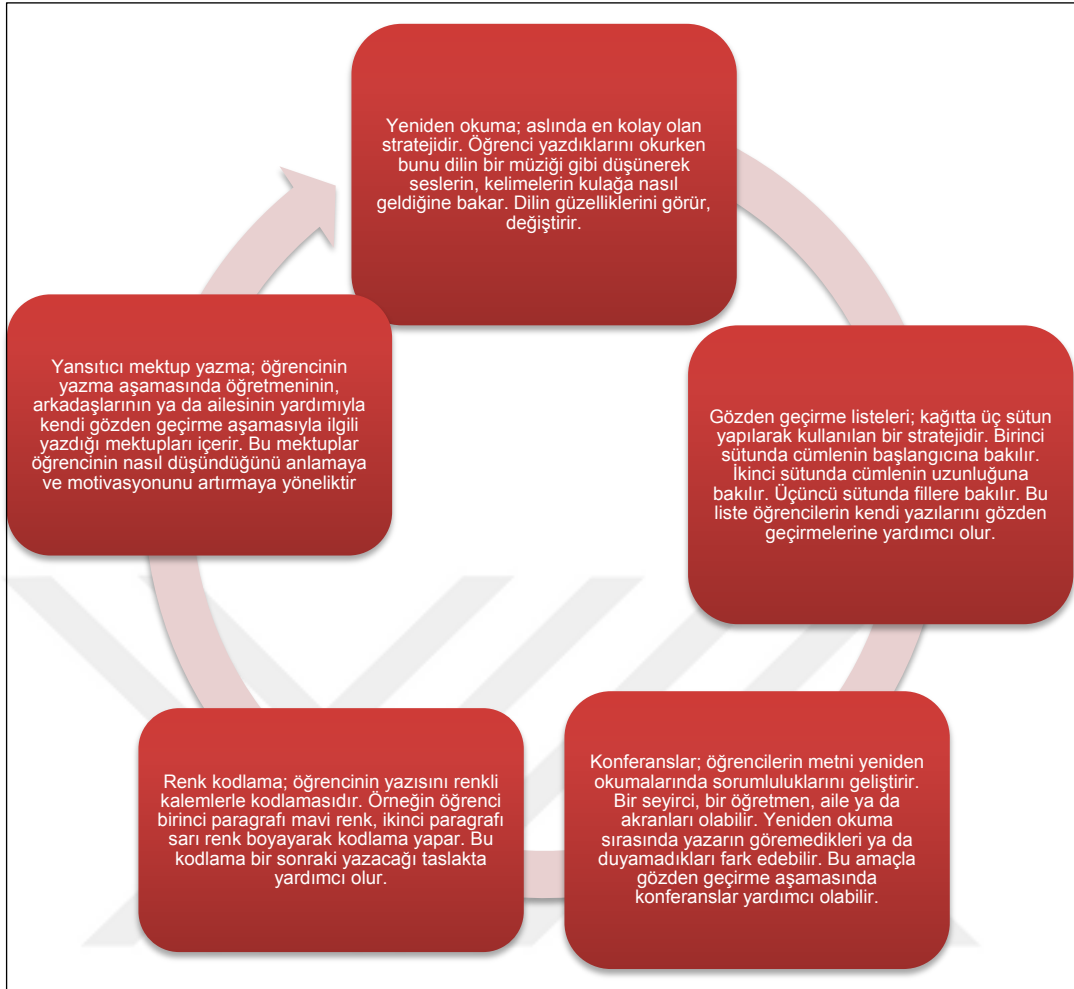 Yeniden okuma; aslında en kolay olan
stratejidir. Öğrenci yazdıklarını okurken
bunu dilin bir müziği gibi düşünerek
seslerin, kelimelerin kulağa nasıl
geldiğine bakar. Dilin güzelliklerini görür,
değiştirir.
Gözden geçirme listeleri; kağıtta üç sütun
yapılarak kullanılan bir stratejidir. Birinci
sütunda cümlenin başlangıcına bakılır.
İkinci sütunda cümlenin uzunluğuna
bakılır. Üçüncü sütunda fillere bakılır. Bu
liste öğrencilerin kendi yazılarını gözden
geçirmelerine yardımcı olur.
Konferanslar; öğrencilerin metni yeniden
okumalarında sorumluluklarını geliştirir.
Bir seyirci, bir öğretmen, aile ya da
akranları olabilir. Yeniden okuma
sırasında yazarın göremedikleri ya da
duyamadıkları fark edebilir. Bu amaçla
gözden geçirme aşamasında
konferanslar yardımcı olabilir.
Renk kodlama; öğrencinin yazısını renkli
kalemlerle kodlamasıdır. Örneğin öğrenci
birinci paragrafı mavi renk, ikinci paragrafı
sarı renk boyayarak kodlama yapar. Bu
kodlama bir sonraki yazacağı taslakta
yardımcı olur.
Yansıtıcı mektup yazma; öğrencinin
yazma aşamasında öğretmeninin,
arkadaşlarının ya da ailesinin yardımıyla
kendi gözden geçirme aşamasıyla ilgili
yazdığı mektupları içerir. Bu mektuplar
öğrencinin nasıl düşündüğünü anlamaya
ve motivasyonunu artırmaya yöneliktir